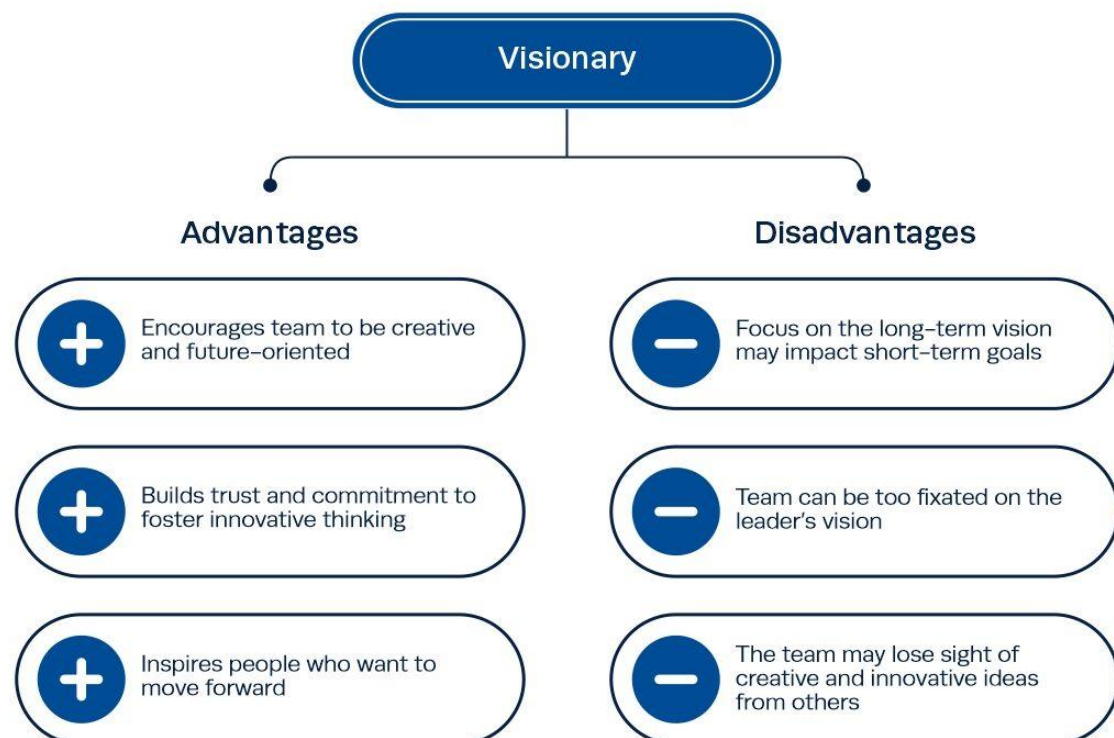 Visionary
Advantages
Encourages team to be creative
and future-oriented
Builds trust and commitment to
foster innovative thinking
Inspires people who want to
move forward
Disadvantages
Focus on the long-term vision
may impact short-term goals
Team can be too fixated on the
leader's vision
The team may lose sight of
creative and innovative ideas
from others